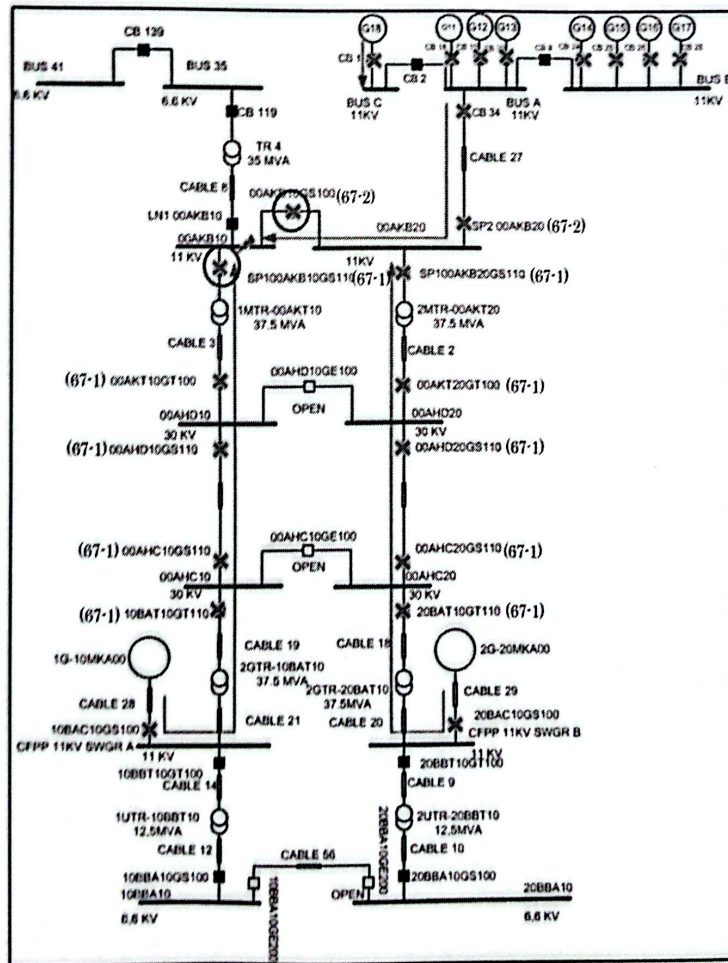 CB 139
BUS 41
6,6 KV
BUS 35
6,6 KV
CB 119
TR 4
35 MVA
CABLE 8
LN1 00AKB10
00AKB10
11 KV
G18
G11
G12
G13
G14
G15
G16
G17
CB 1
CB 2
BUS C
11KV
BUS A
11KV
11KV
CB 34
CABLE 27
00AKB10GS100 (67-2)
00AKB20
SP2 00AKB20 (67-2)
11KV
SP100AKB10GS110 (67-1)
SP100AKB20GS110 (67-1)
1MTR-00AKT10
37.5 MVA
2MTR-00AKT20
37.5 MVA
CABLE 3
CABLE 2
(67-1) 00AKT10GT100
00AKT20GT100 (67-1)
00AHD10GE100
OPEN
00AHD10
30 KV
00AHD20
30 KV
(67-1) 00AHD10GS110
00AHD20GS110 (67-1)
(67-1) 00AHC10GS110
00AHC20GS110 (67-1)
00AHC10GE100
OPEN
00AHC10
30 KV
00AHC20
30 KV
(67-1) 10BAT10GT110
20BAT10GT110 (67-1)
CABLE 19
CABLE 18
1G-10MKA00
2G-20MKA00
2GTR-10BAT10
37.5 MVA
2GTR-20BAT10
37.5MVA
CABLE 28
CABLE 29
CABLE 21
CABLE 20
10BAC10GS100
20BAC10GS100
CFPP 11KV SWGR A
CFPP 11KV SWGR B
11 KV
11 KV
10BBT10GT100
20BBT10GT100
CABLE 14
CABLE 9
1UTR-10BBT10
12,5MVA
2UTR-20BBT10
12,5MVA
CABLE 12
CABLE 10
CABLE 56
10BBA10GS100
20BBA10GS100
10BBA10GE200
20BBA10GE200
OPEN
10BBA10
6,6 KV
20BBA10
6,6 KV